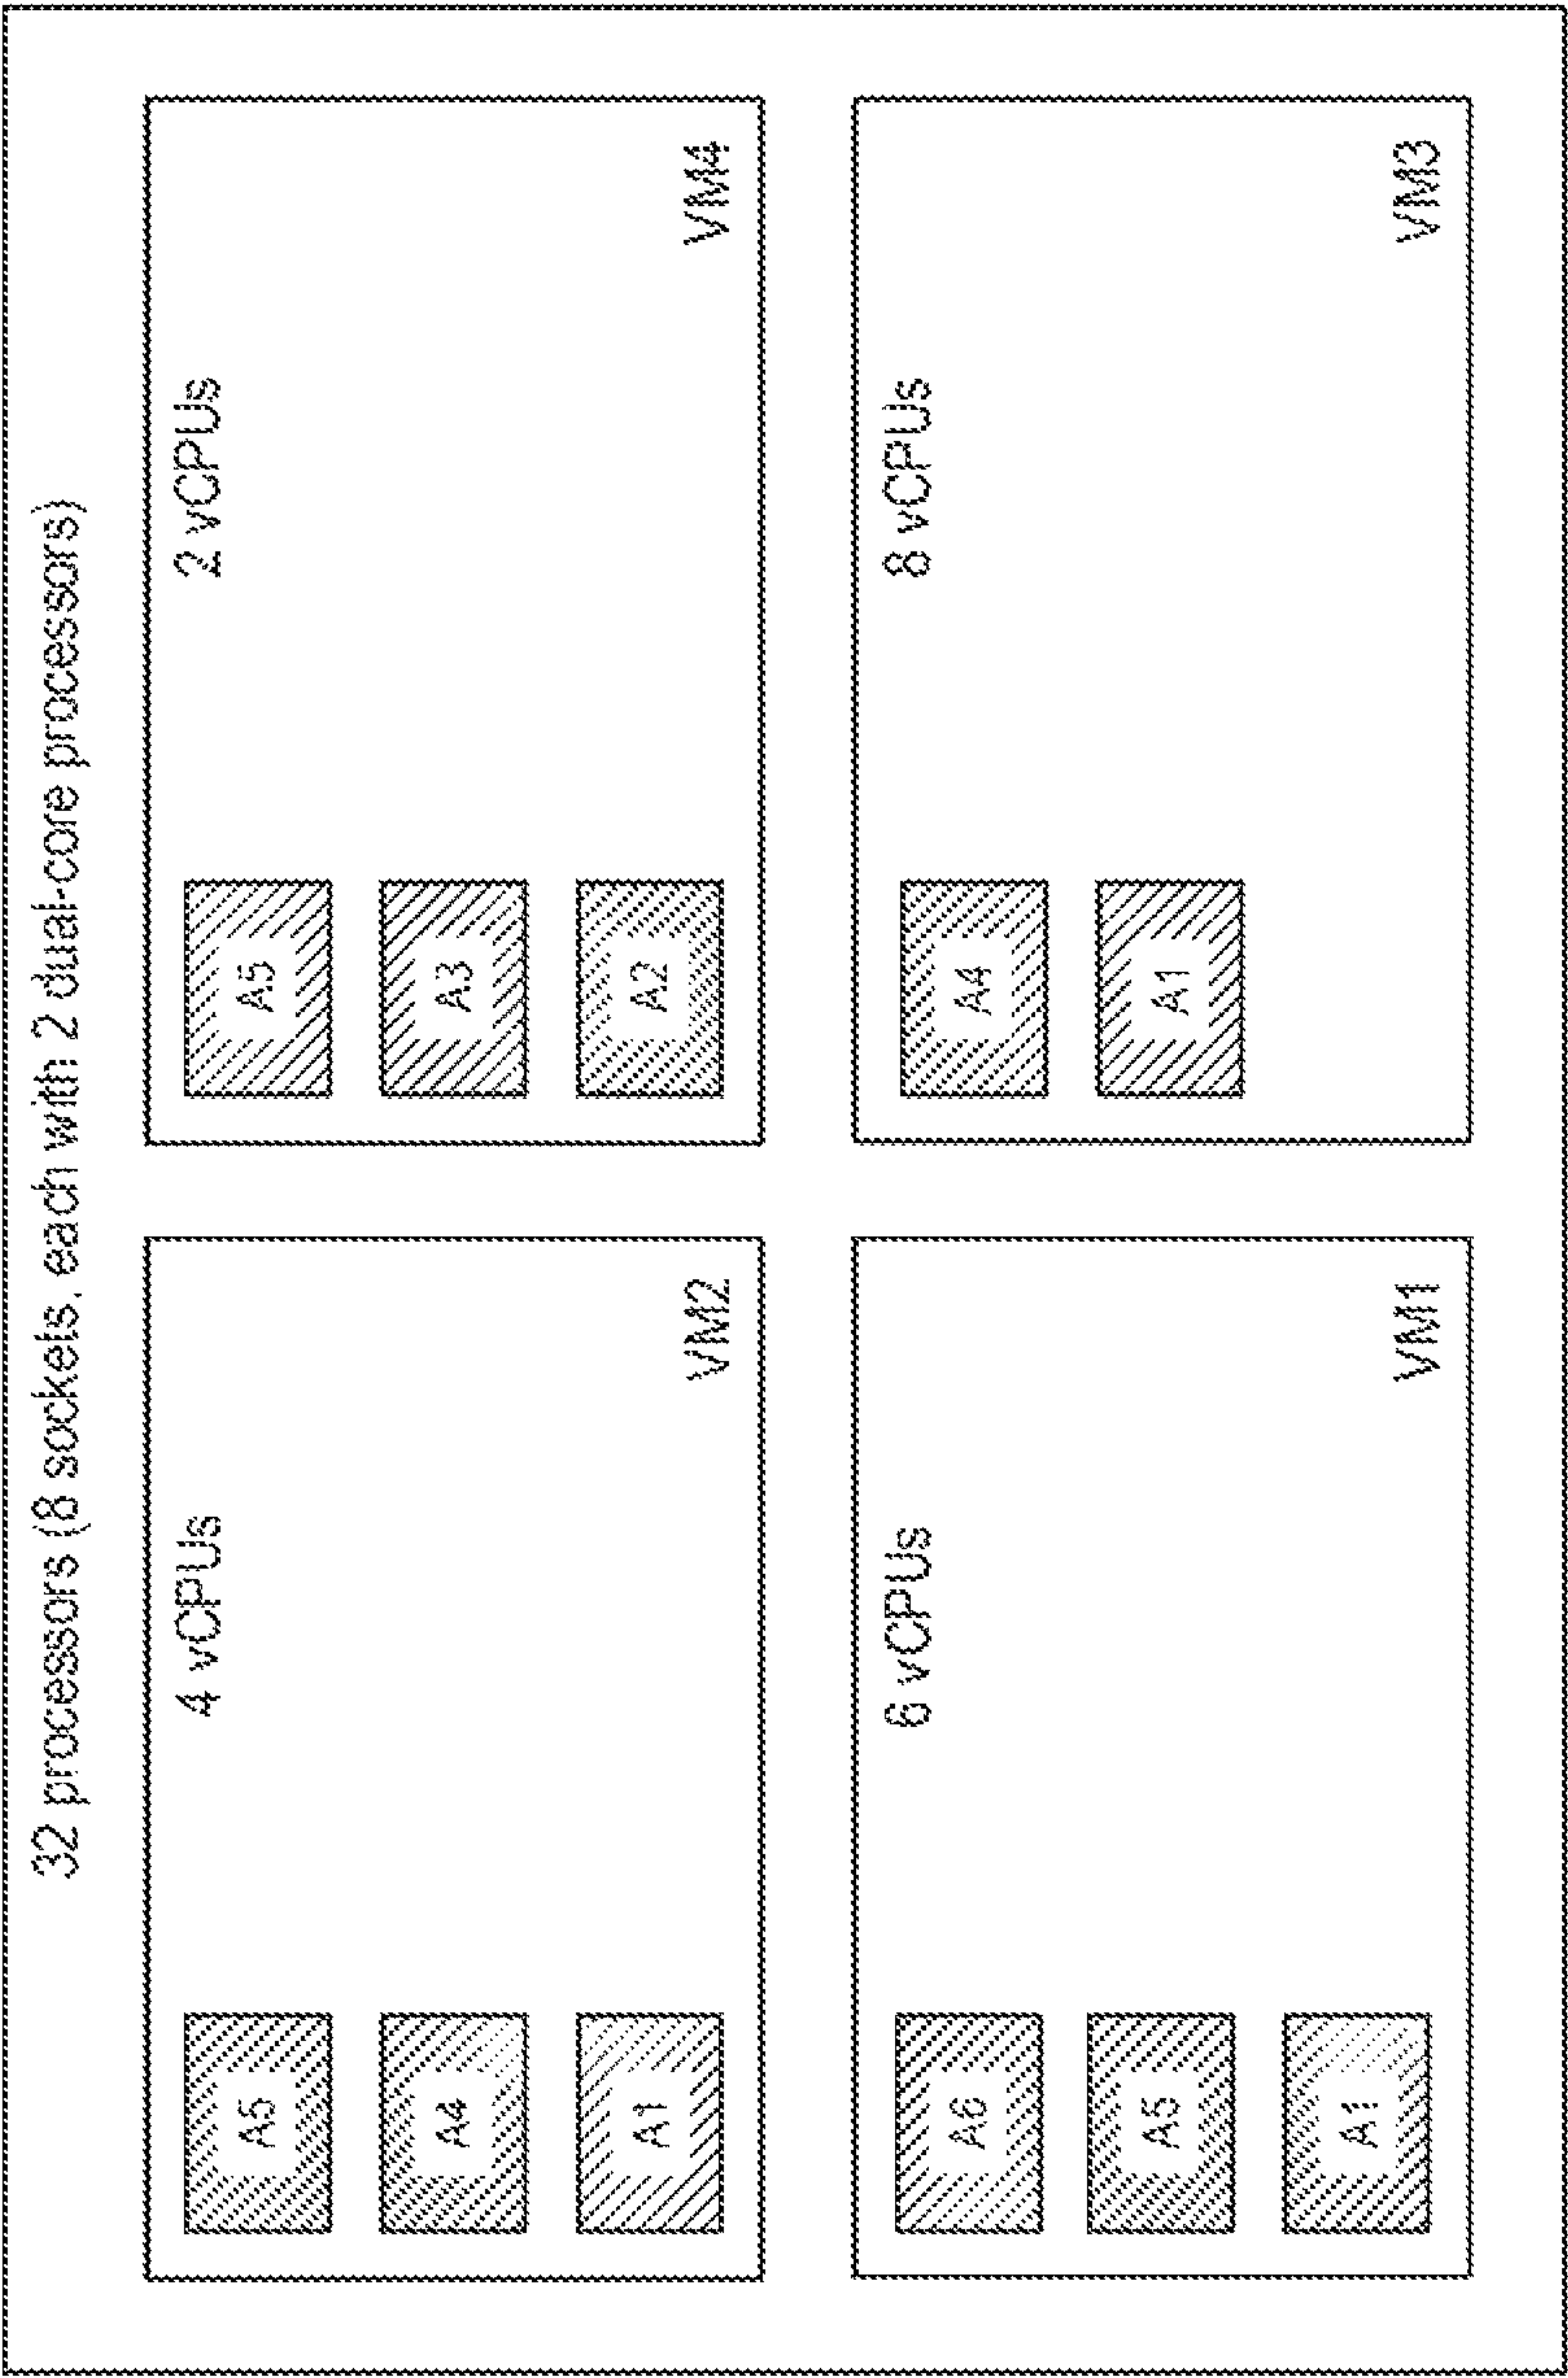 32 processors (8 sockets, each with 2 dual-core processors)
4 vCPUs
A5
A4
A1
VM2
2 vCPUs
A5
A3
A2
VM4
6 vCPUs
A6
A5
A1
VM1
8 vCPUs
A4
A1
VM3